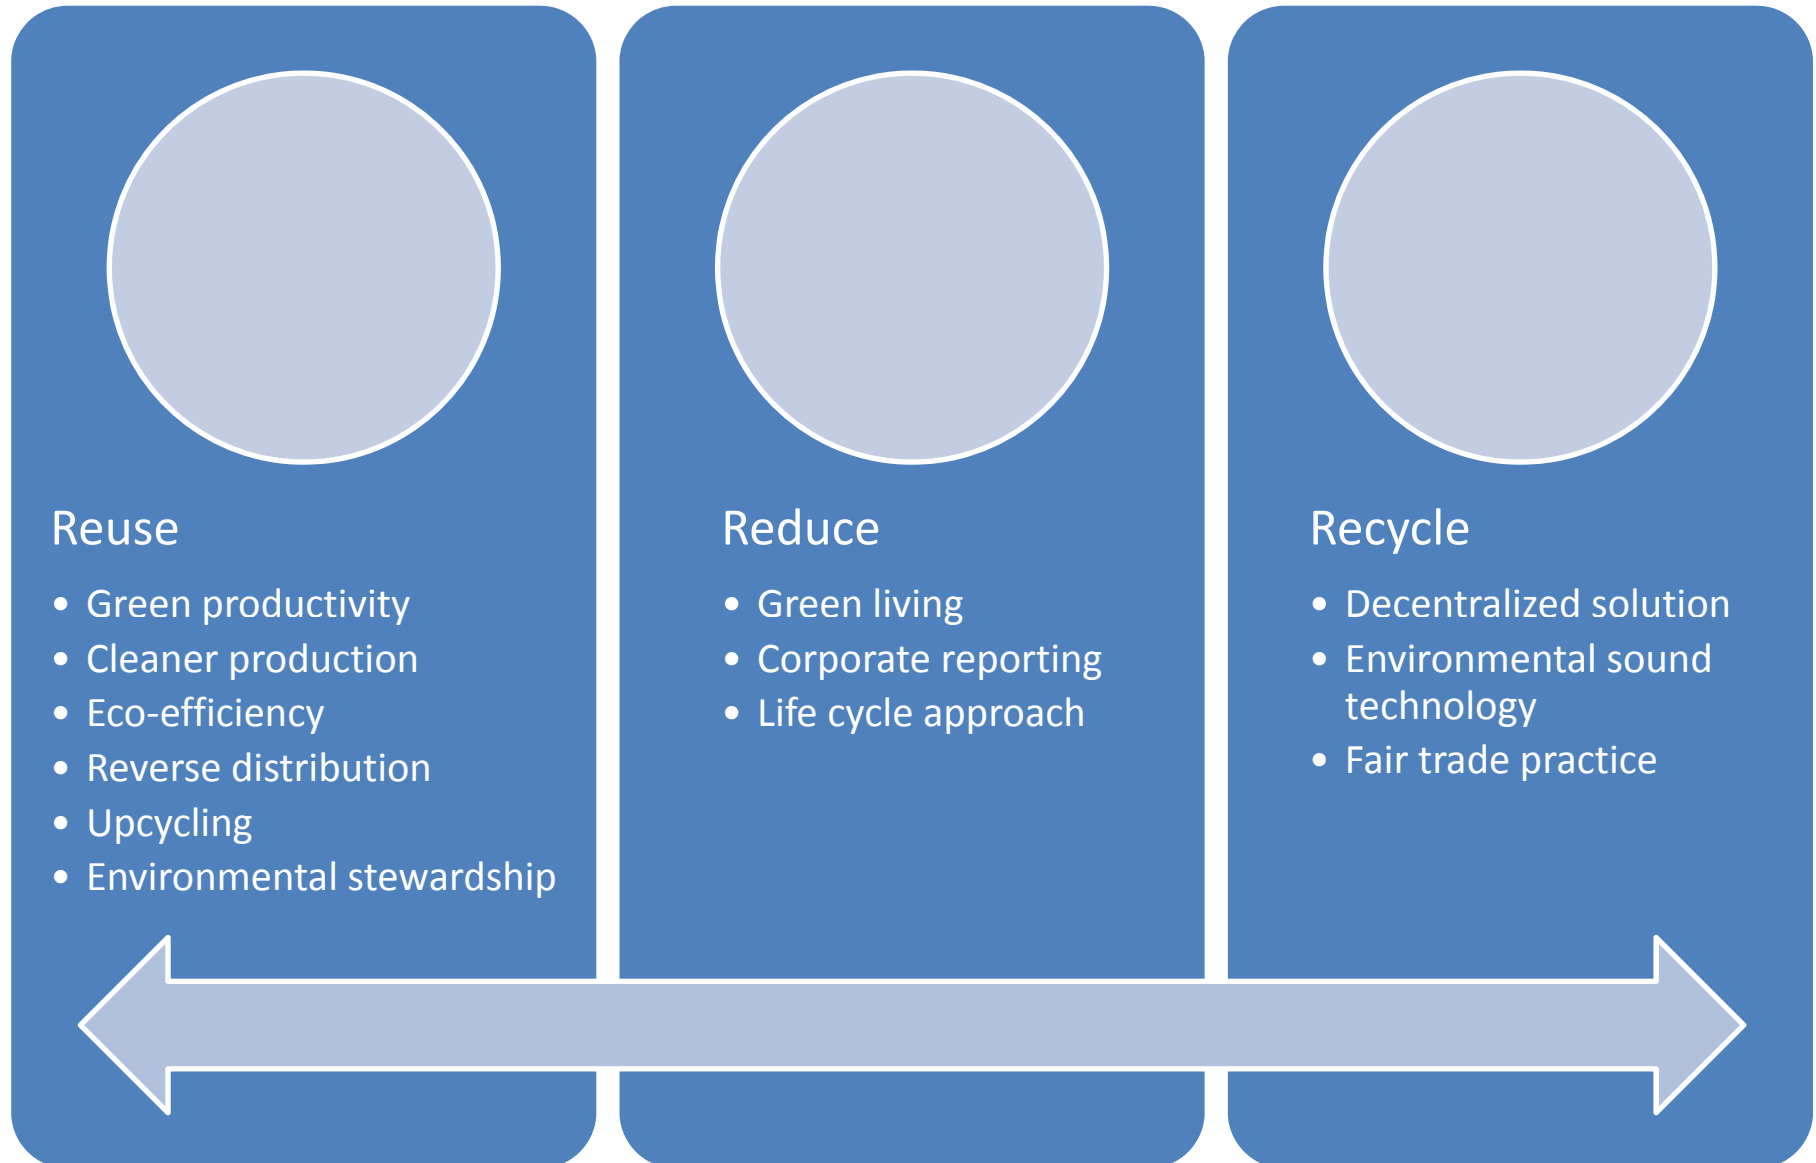 Reuse
• Green productivity
• Cleaner production
• Eco-efficiency
• Reverse distribution
• Upcycling
• Environmental stewardship
Reduce
• Green living
• Corporate reporting
• Life cycle approach
Recycle
• Decentralized solution
• Environmental sound
technology
• Fair trade practice